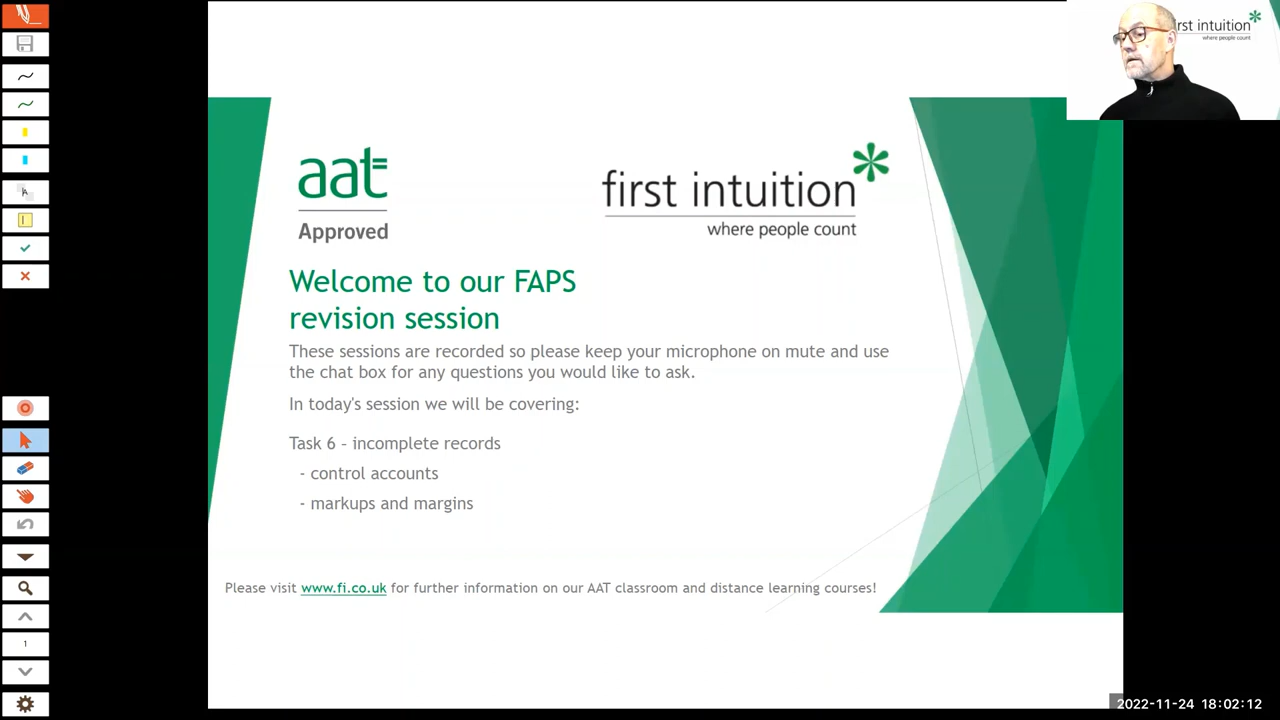 rst intuition
where people count
aat
Approved
first intuition
where people count
Welcome to our FAPS
revision session
These sessions are recorded so please keep your microphone on mute and use
the chat box for any questions you would like to ask.
In today's session we will be covering:
Task 6 – incomplete records
- control accounts
- markups and margins
Please visit www.fi.co.uk for further information on our AAT classroom and distance learning courses!
A
1
2022-11-24 18:02:12